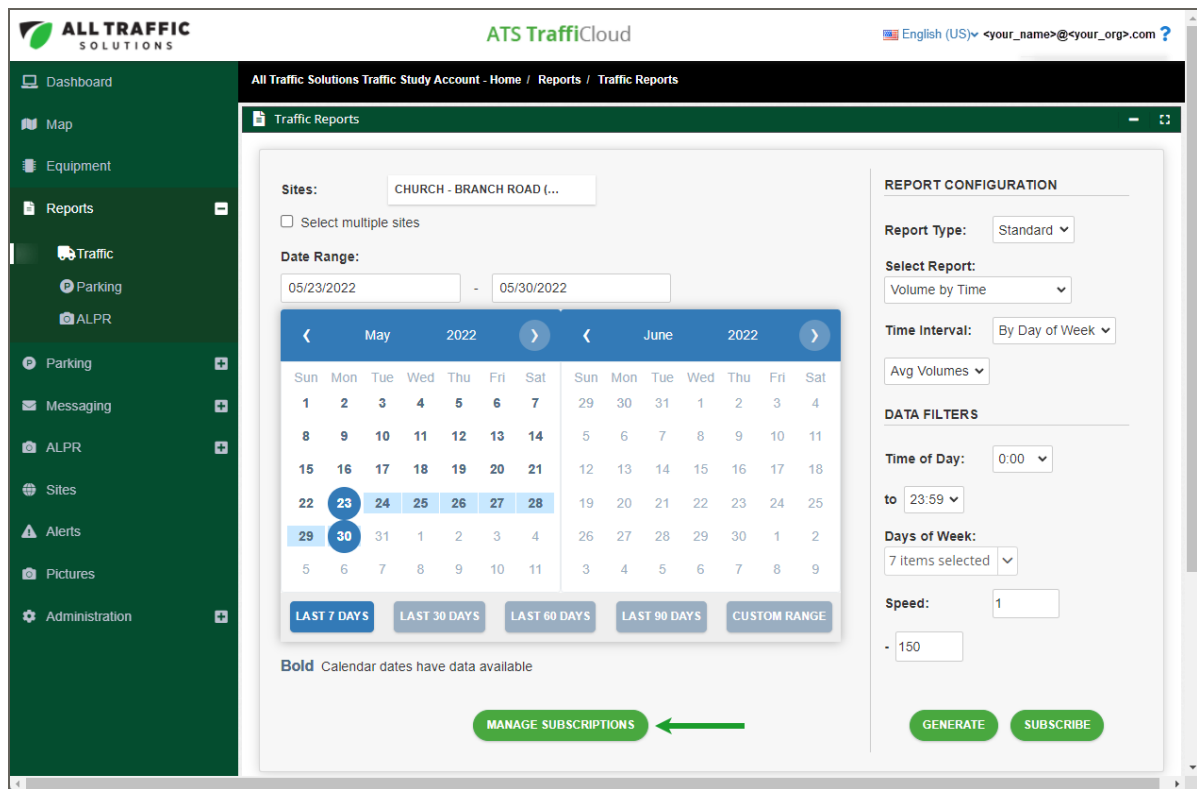 ALL TRAFFIC
SOLUTIONS
ATS TraffiCloud
English (US) <your_name>@<your_org>.com ?
Dashboard
Map
Equipment
Reports
Traffic
Parking
ALPR
Parking
Messaging
ALPR
Sites
Alerts
Pictures
Administration
All Traffic Solutions Traffic Study Account - Home / Reports / Traffic Reports
Traffic Reports
Sites: CHURCH - BRANCH ROAD (...
Select multiple sites
Date Range:
05/23/2022 - 05/30/2022
May 2022
Sun Mon Tue Wed Thu Fri Sat
1 2 3 4 5 6 7
8 9 10 11 12 13 14
15 16 17 18 19 20 21
22 23 24 25 26 27 28
29 30 31 1 2 3 4
5 6 7 8 9 10 11
June 2022
Sun Mon Tue Wed Thu Fri Sat
29 30 31 1 2 3 4
5 6 7 8 9 10 11
12 13 14 15 16 17 18
19 20 21 22 23 24 25
26 27 28 29 30 1 2
3 4 5 6 7 8 9
LAST 7 DAYS LAST 30 DAYS LAST 60 DAYS LAST 90 DAYS CUSTOM RANGE
Bold Calendar dates have data available
MANAGE SUBSCRIPTIONS
REPORT CONFIGURATION
Report Type: Standard
Select Report:
Volume by Time
Time Interval: By Day of Week
Avg Volumes
DATA FILTERS
Time of Day: 0:00
to 23:59
Days of Week:
7 items selected
Speed: 1
- 150
GENERATE SUBSCRIBE